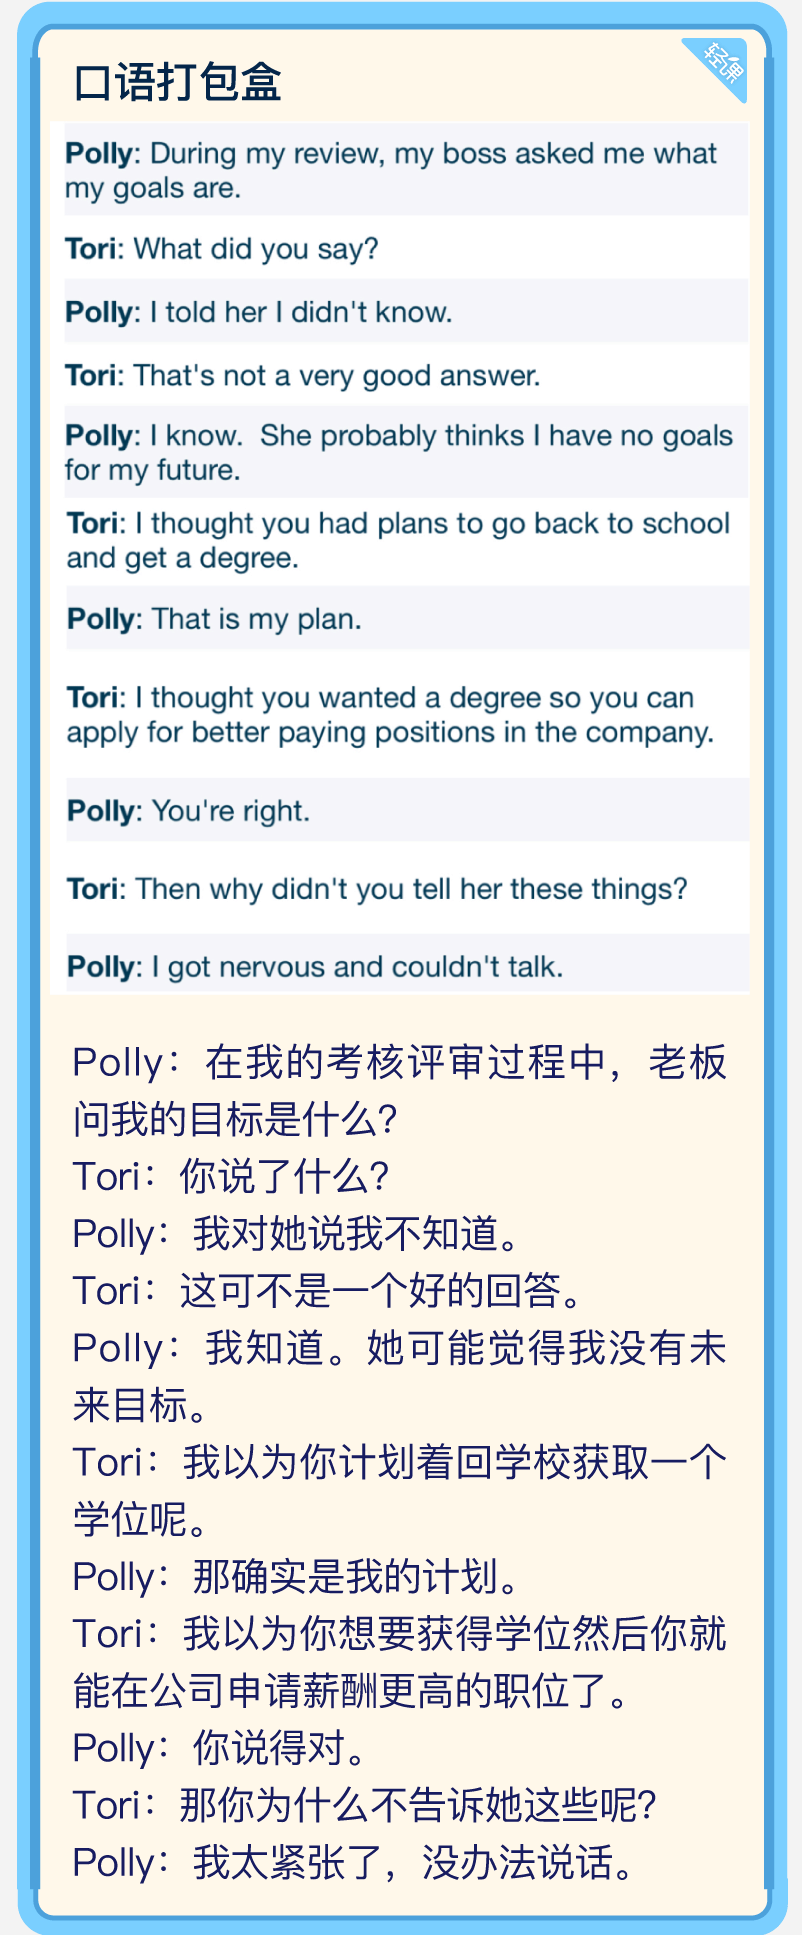 口语打包盒
轻课
Polly: During my review, my boss asked me what
my goals are.
Tori: What did you say?
Polly: I told her I didn't know.
Tori: That's not a very good answer.
Polly: I know.  She probably thinks I have no goals
for my future.
Tori: I thought you had plans to go back to school
and get a degree.
Polly: That is my plan.
Tori: I thought you wanted a degree so you can
apply for better paying positions in the company.
Polly: You're right.
Tori: Then why didn't you tell her these things?
Polly: I got nervous and couldn't talk.
Polly：在我的考核评审过程中，老板
问我的目标是什么？
Tori：你说了什么？
Polly：我对她说我不知道。
Tori：这可不是一个好的回答。
Polly：我知道。她可能觉得我没有未
来目标。
Tori：我以为你计划着回学校获取一个
学位呢。
Polly：那确实是我的计划。
Tori：我以为你想要获得学位然后你就
能在公司申请薪酬更高的职位了。
Polly：你说得对。
Tori：那你为什么不告诉她这些呢？
Polly：我太紧张了，没办法说话。